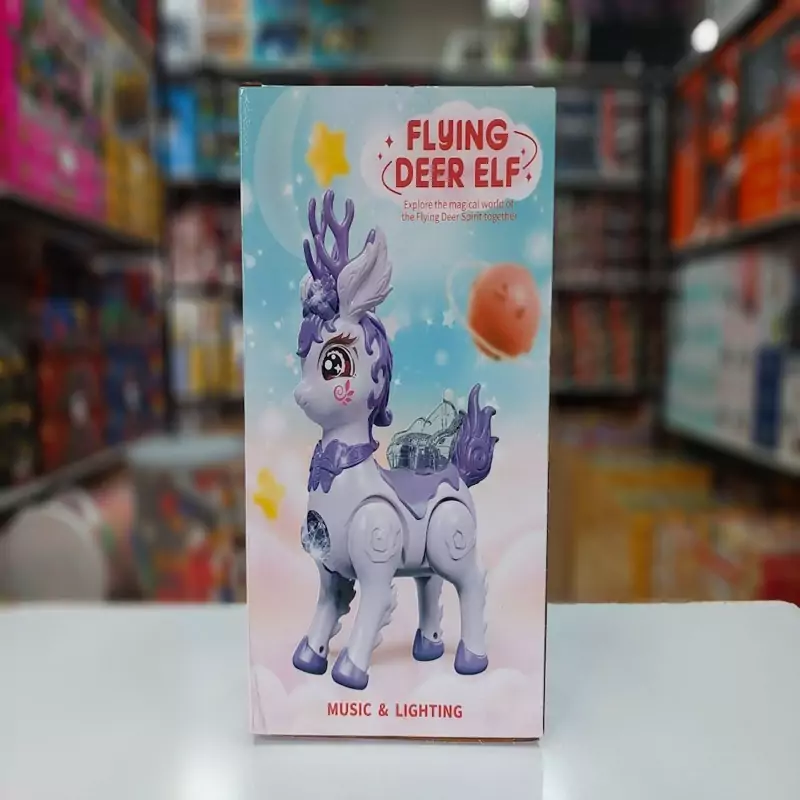 FLYING
DEER ELF
Explore the magical world of
the Flying Deer Spirit together
MUSIC & LIGHTING